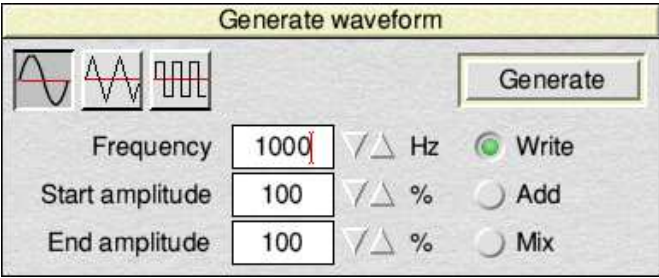 Generate waveform
Generate
Frequency 1000 Hz Write
Start amplitude 100 % Add
End amplitude 100 % Mix